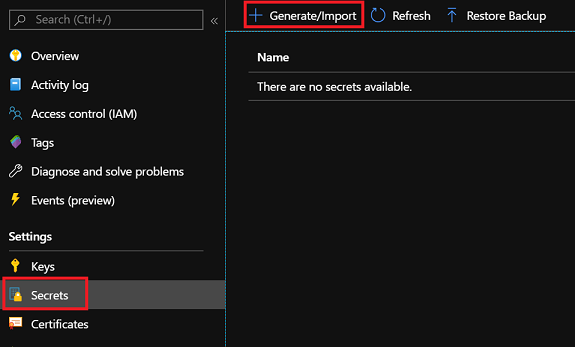 Search (Ctrl+/)
«
Overview
Activity log
Access control (IAM)
Tags
Diagnose and solve problems
Events (preview)
Settings
Keys
Secrets
Certificates
Generate/Import
Refresh
Restore Backup
Name
There are no secrets available.